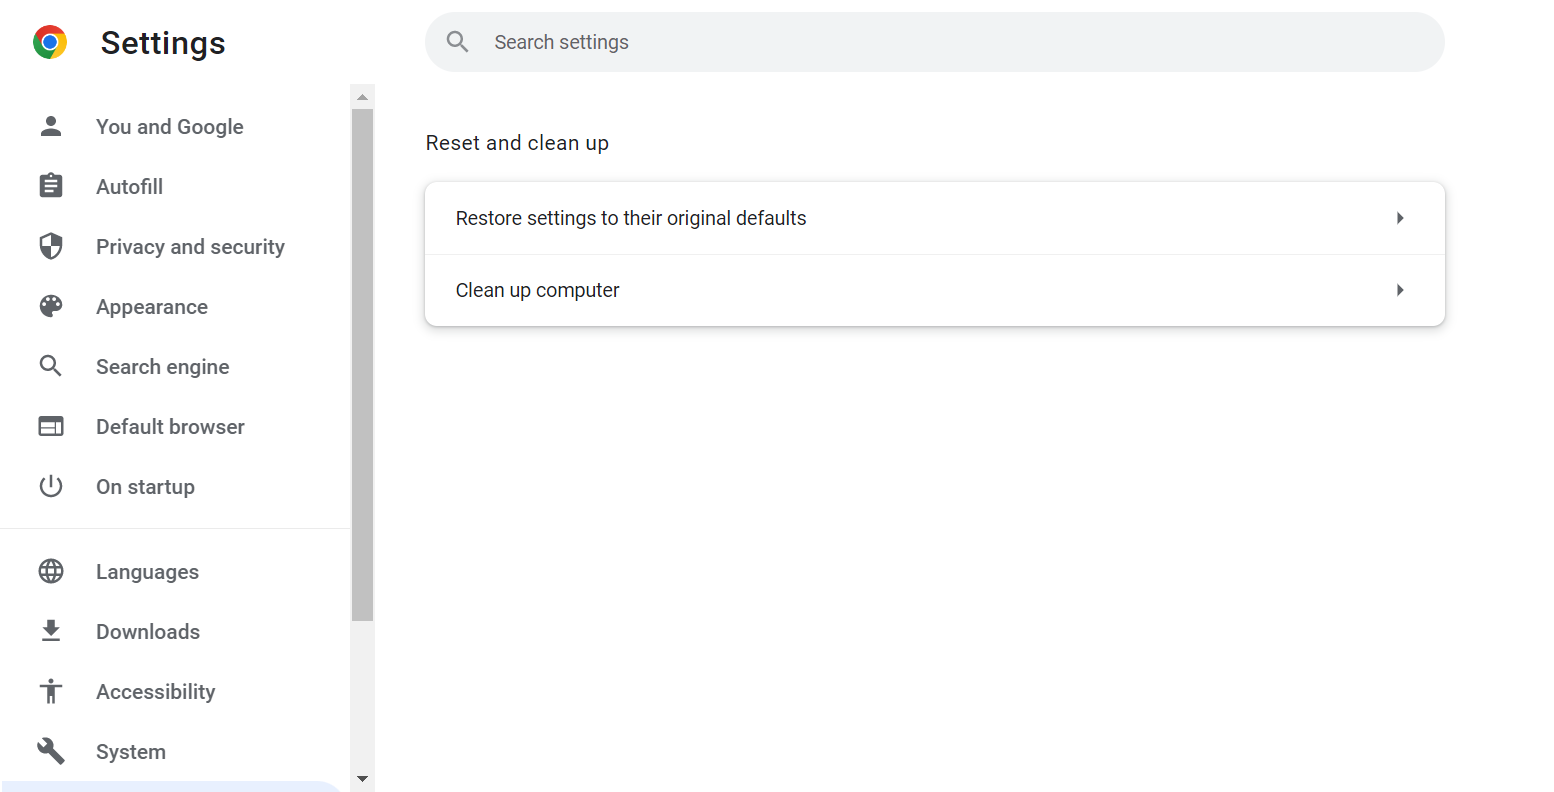 Settings
Search settings
You and Google
Autofill
Privacy and security
Appearance
Search engine
Default browser
On startup
Languages
Downloads
Accessibility
System
Reset and clean up
Restore settings to their original defaults
Clean up computer